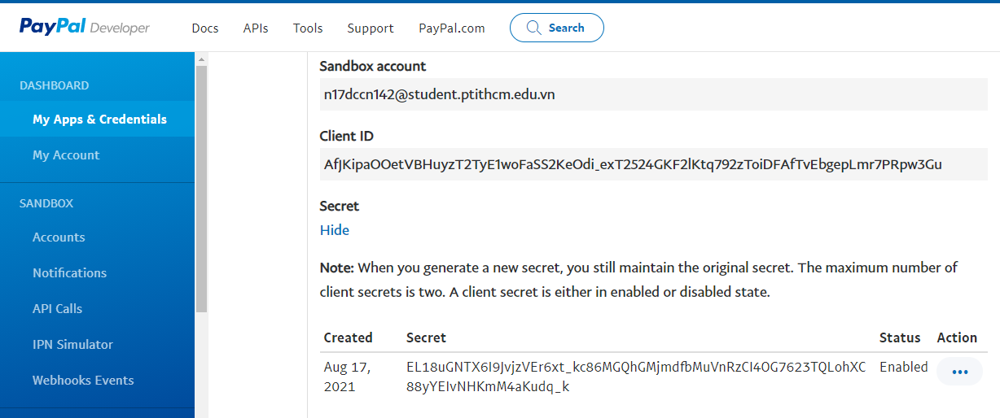 PayPal Developer
Docs
APIs
Tools
Support
PayPal.com
Search
DASHBOARD
My Apps & Credentials
My Account
SANDBOX
Accounts
Notifications
API Calls
IPN Simulator
Webhooks Events
Sandbox account
n17dccn142@student.ptithcm.edu.vn
Client ID
AfJKipaOOetVBHuyzT2TyE1woFaSS2KeOdi_exT2524GKF2lKtq792zToiDFAfTvEbgepLmr7PRpw3Gu
Secret
Hide
Note: When you generate a new secret, you still maintain the original secret. The maximum number of
client secrets is two. A client secret is either in enabled or disabled state.
Created
Secret
Status
Action
Aug 17,
2021
EL18uGNTX6I9JvjzVEr6xt_kc86MGQhGMjmdfbMuVnRzCI4OG7623TQLohXC
88yYEIvNHKmM4aKudq_k
Enabled